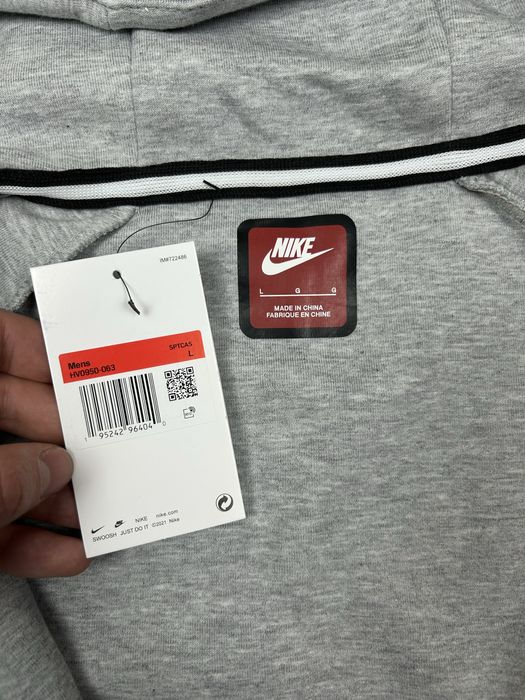 NIKE
L G G
MADE IN CHINA
FABRIQUE EN CHINE
IM#722486
SPTCAS
Mens L
HV0950-063
1 95242 96404 0
NIKE nike.com
SWOOSH JUST DO IT ©2021 Nike